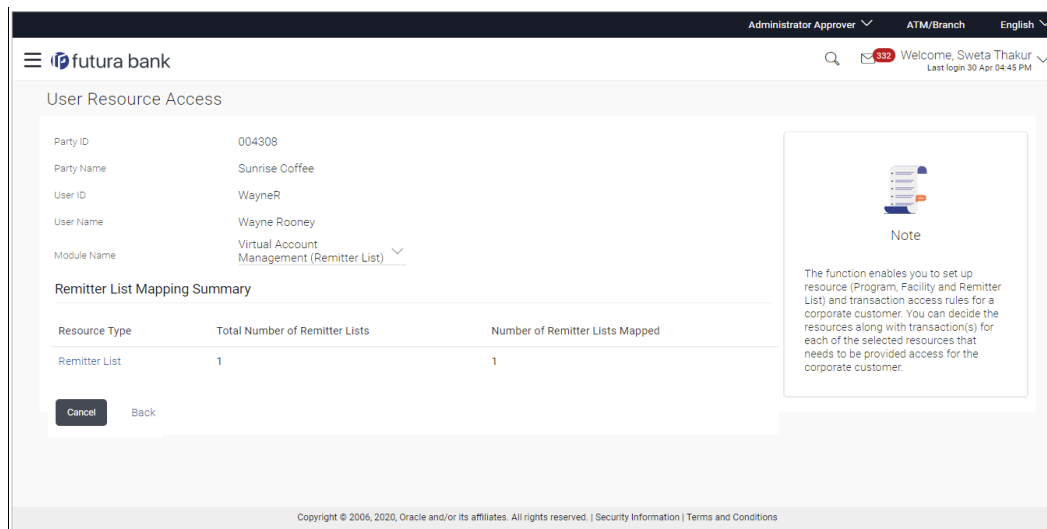 Administrator Approver ATM/Branch English
futura bank
332 Welcome, Sweta Thakur
Last login 30 Apr 04:45 PM
User Resource Access
Party ID 004308
Party Name Sunrise Coffee
User ID WayneR
User Name Wayne Rooney
Module Name Virtual Account
Management (Remitter List)
Remitter List Mapping Summary
Resource Type Total Number of Remitter Lists Number of Remitter Lists Mapped
Remitter List 1 1
Cancel Back
Note
The function enables you to set up
resource (Program, Facility and Remitter
List) and transaction access rules for a
corporate customer. You can decide the
resources along with transaction(s) for
each of the selected resources that
needs to be provided access for the
corporate customer.
Copyright © 2006, 2020, Oracle and/or its affiliates. All rights reserved. | Security Information | Terms and Conditions